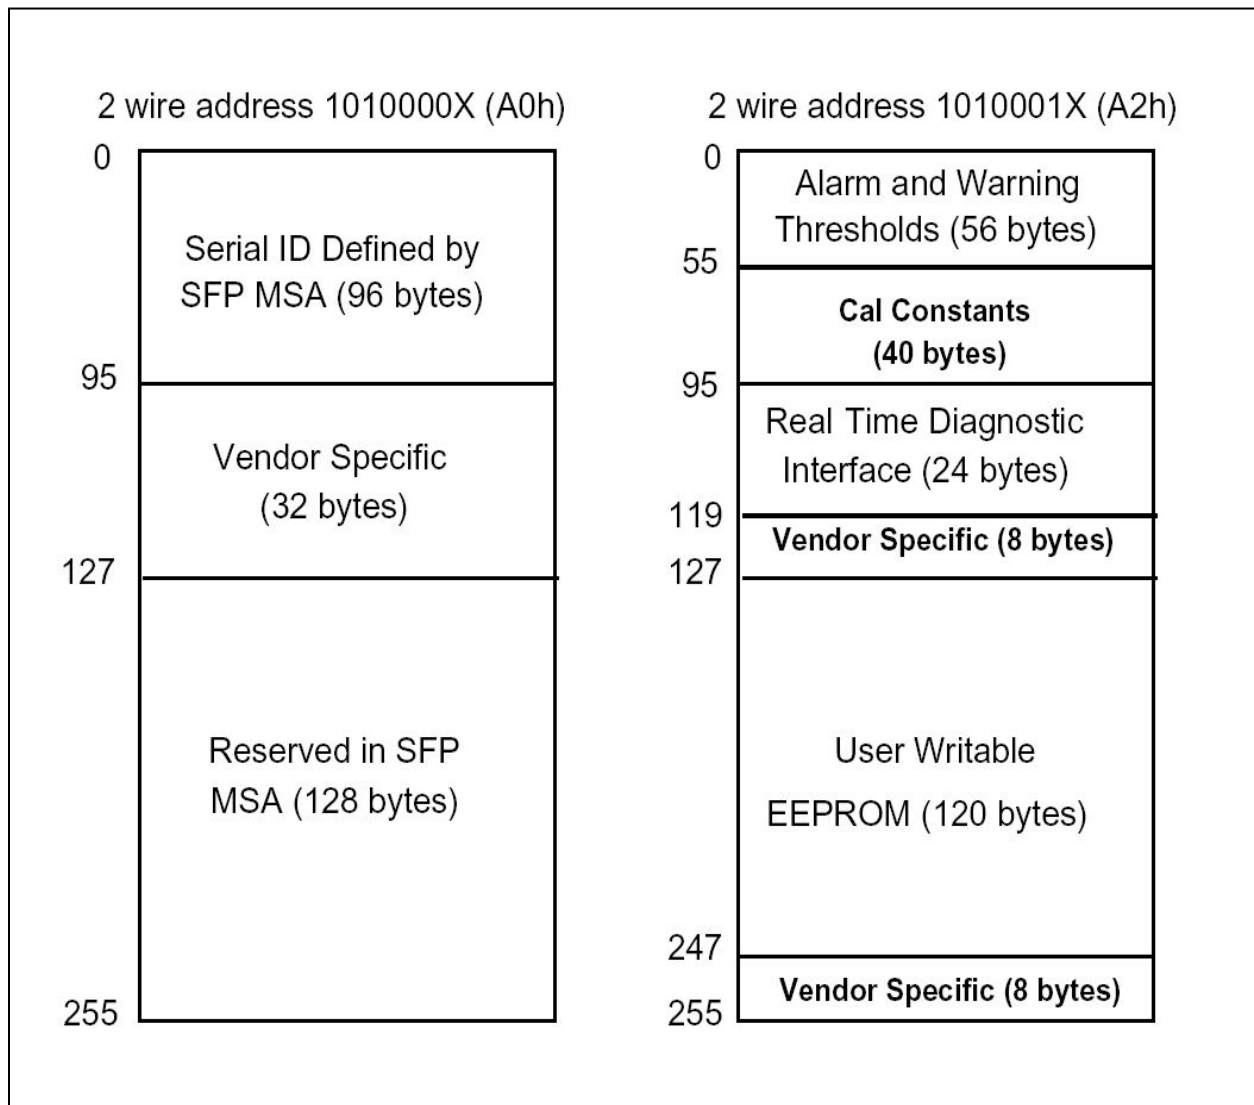 2 wire address 1010000X (A0h)
0
Serial ID Defined by
SFP MSA (96 bytes)
95
Vendor Specific
(32 bytes)
127
Reserved in SFP
MSA (128 bytes)
255
2 wire address 1010001X (A2h)
0
Alarm and Warning
Thresholds (56 bytes)
55
Cal Constants
(40 bytes)
95
Real Time Diagnostic
Interface (24 bytes)
119
Vendor Specific (8 bytes)
127
User Writable
EEPROM (120 bytes)
247
Vendor Specific (8 bytes)
255